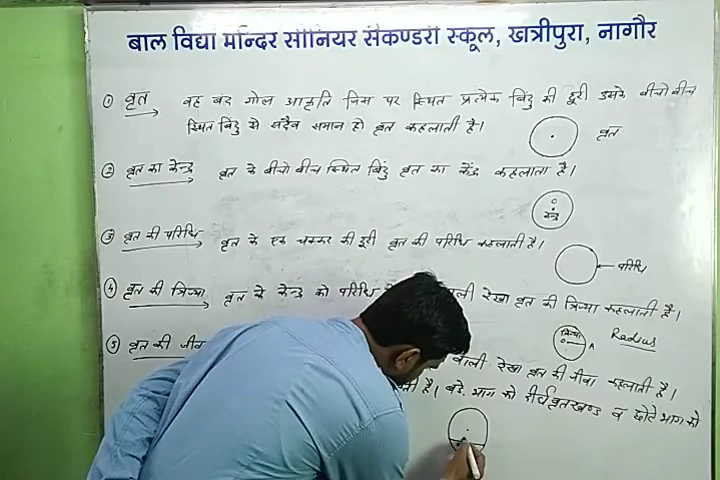 बाल विद्या मन्दिर सीनियर सैकण्डरी स्कूल, खत्रीपुरा, नागौर
① वृत → वह बंद गोल आकृति जिस पर स्थित प्रत्येक बिंदु की दूरी उसके बीचो बीच
स्थित बिंदु से सदैव समान हो वृत कहलाती है।
वृत
② वृत का केन्द्र → वृत के बीचो बीच स्थित बिंदु वृत का केंद्र कहलाता है।
केन्द्र
③ वृत की परिधि → वृत के एक चक्कर की दूरी वृत की परिधि कहलाती है।
परिधि
④ वृत की त्रिज्या → वृत के केन्द्र को परिधि वाली रेखा वृत की त्रिज्या कहलाती है।
त्रिज्या
O A
Radius
⑤ वृत की जीवा वाली रेखा वृत की जीवा कहलाती है।
है। बडे भाग को दीर्घ वृतखण्ड व छोटे भाग को